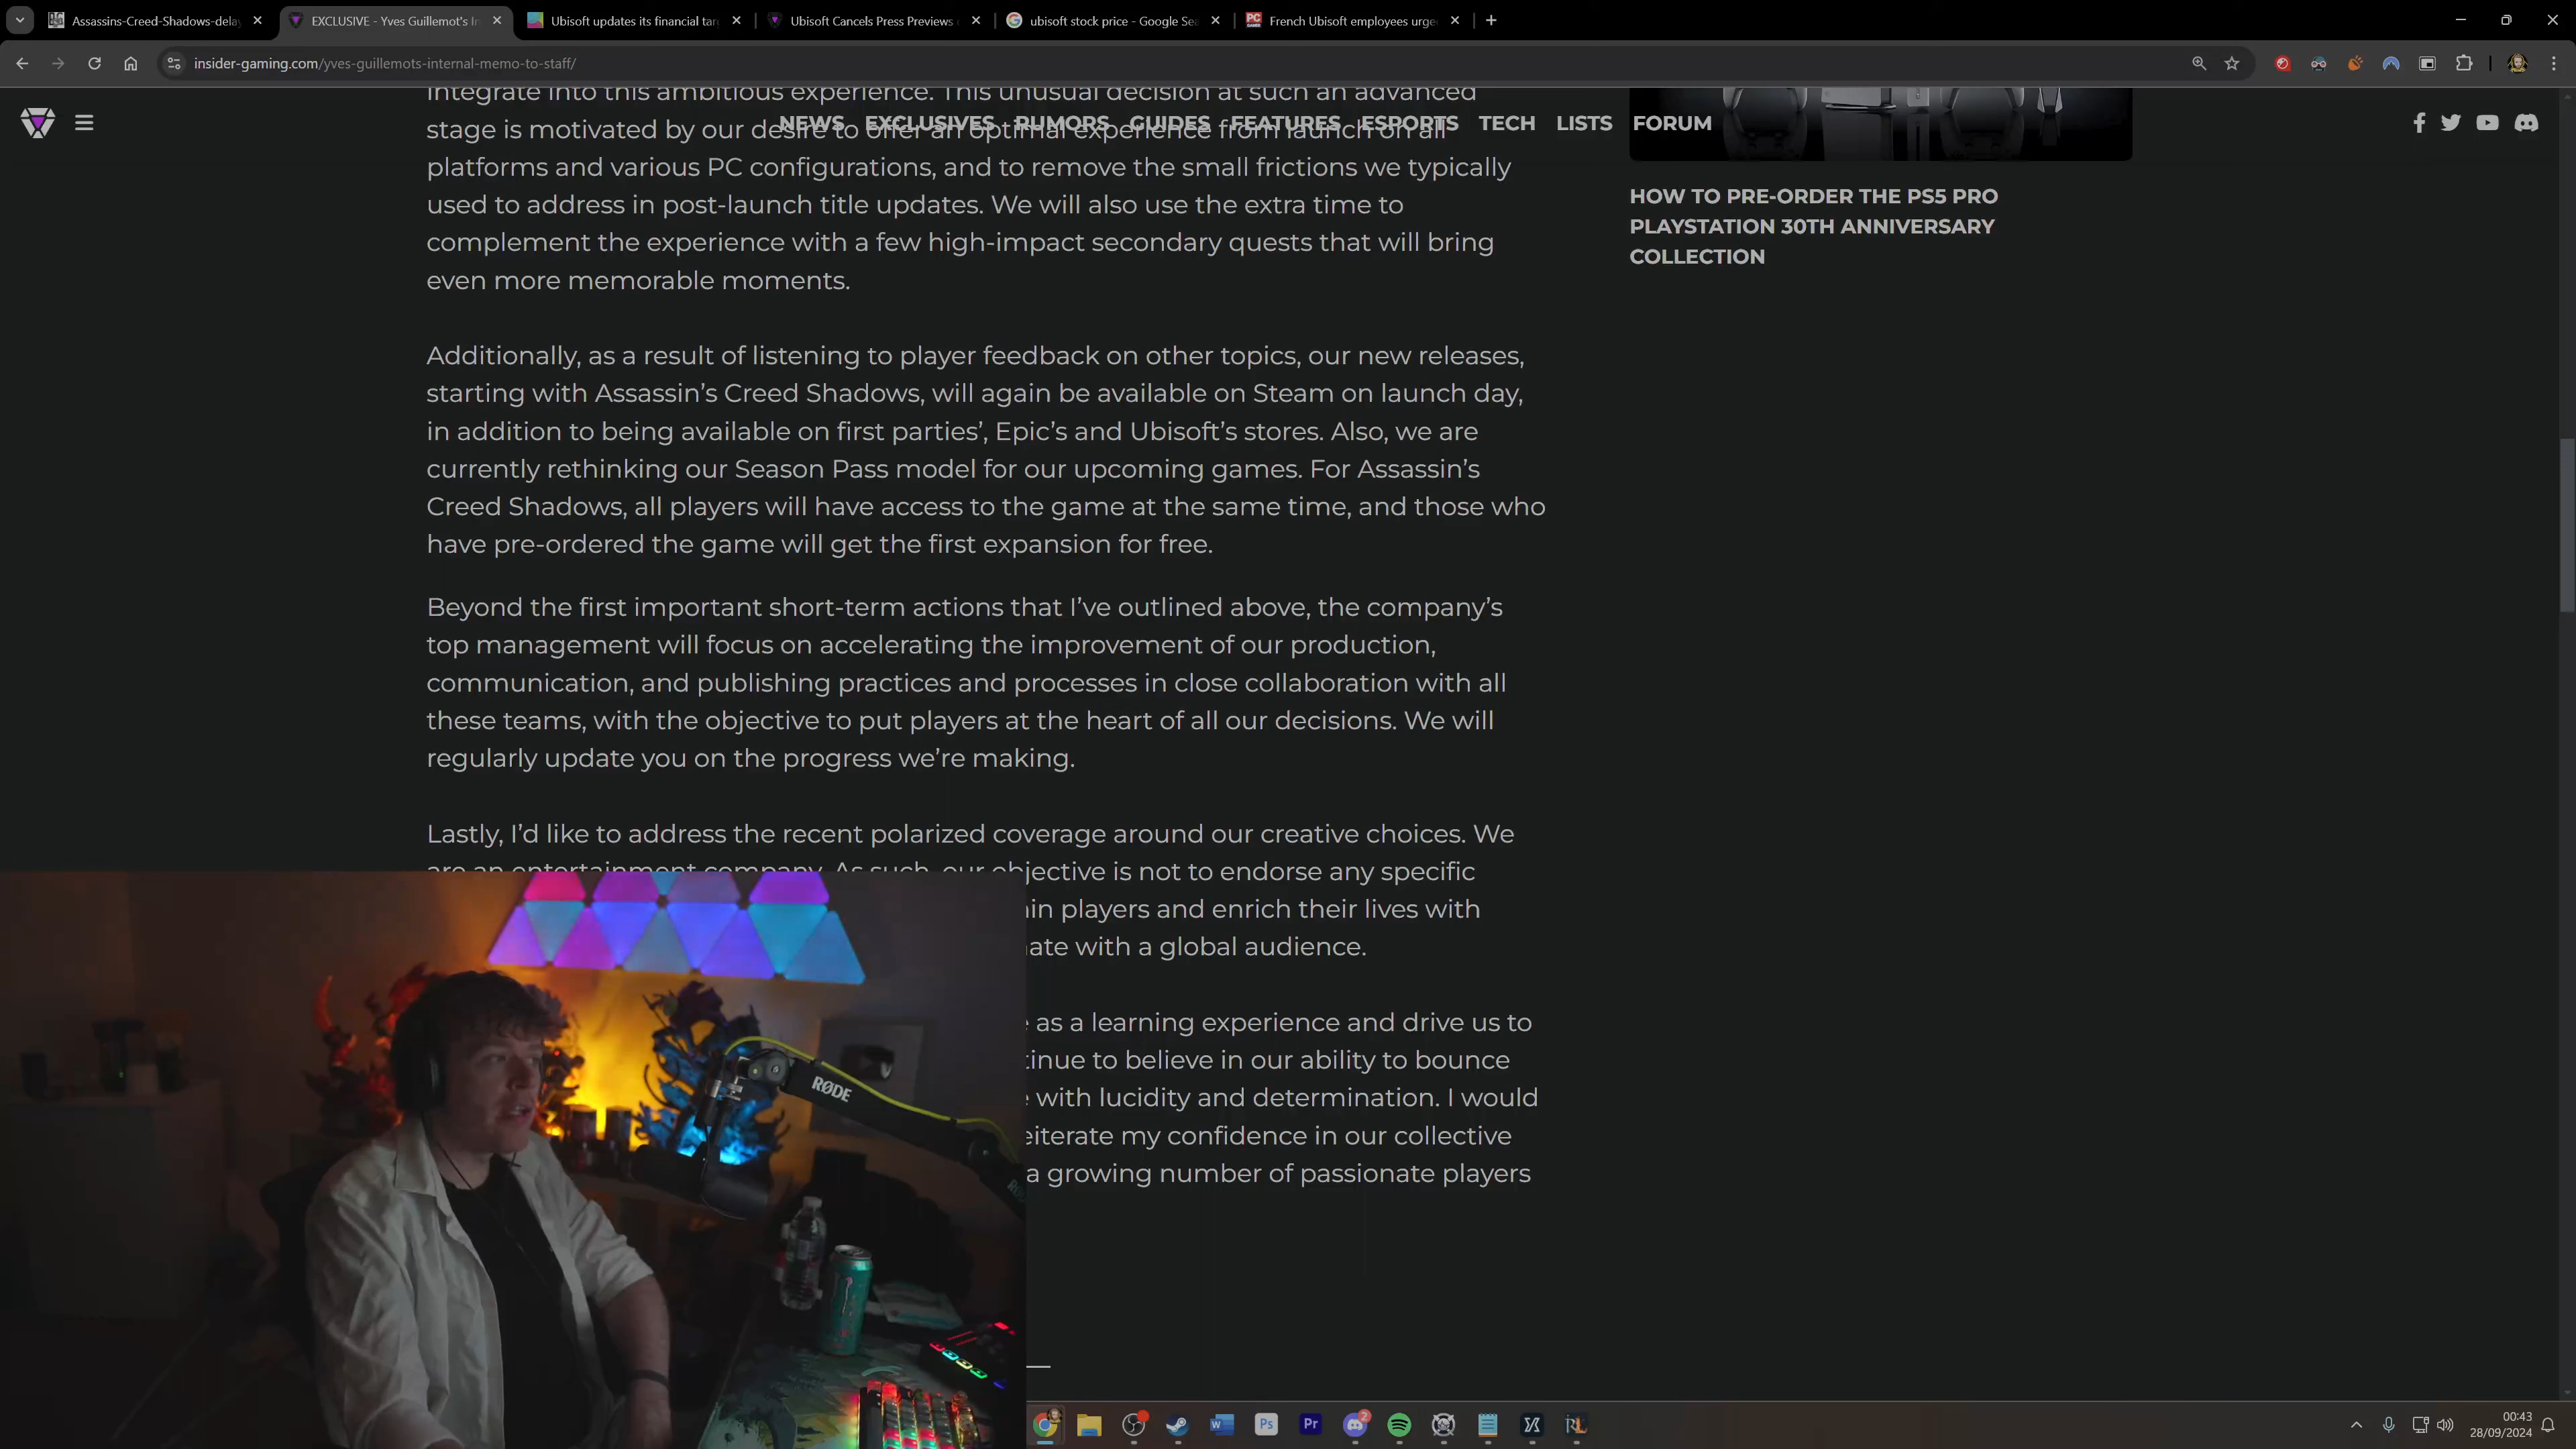 Assassins-Creed-Shadows-delay
EXCLUSIVE - Yves Guillemot's In
Ubisoft updates its financial targ
Ubisoft Cancels Press Previews
ubisoft stock price - Google Sea
French Ubisoft employees urge
insider-gaming.com/yves-guillemots-internal-memo-to-staff/
NEWS EXCLUSIVES RUMORS GUIDES FEATURES ESPORTS TECH LISTS FORUM
integrate into this ambitious experience. This unusual decision at such an advanced
stage is motivated by our desire to offer an optimal experience from launch on all
platforms and various PC configurations, and to remove the small frictions we typically
used to address in post-launch title updates. We will also use the extra time to
complement the experience with a few high-impact secondary quests that will bring
even more memorable moments.
Additionally, as a result of listening to player feedback on other topics, our new releases,
starting with Assassin's Creed Shadows, will again be available on Steam on launch day,
in addition to being available on first parties', Epic's and Ubisoft's stores. Also, we are
currently rethinking our Season Pass model for our upcoming games. For Assassin's
Creed Shadows, all players will have access to the game at the same time, and those who
have pre-ordered the game will get the first expansion for free.
Beyond the first important short-term actions that I've outlined above, the company's
top management will focus on accelerating the improvement of our production,
communication, and publishing practices and processes in close collaboration with all
these teams, with the objective to put players at the heart of all our decisions. We will
regularly update you on the progress we're making.
Lastly, I'd like to address the recent polarized coverage around our creative choices. We
are an entertainment company. As such, our objective is not to endorse any specific
in players and enrich their lives with
ate with a global audience.
as a learning experience and drive us to
tinue to believe in our ability to bounce
with lucidity and determination. I would
eiterate my confidence in our collective
a growing number of passionate players
HOW TO PRE-ORDER THE PS5 PRO
PLAYSTATION 30TH ANNIVERSARY
COLLECTION
RØDE
00:43
28/09/2024